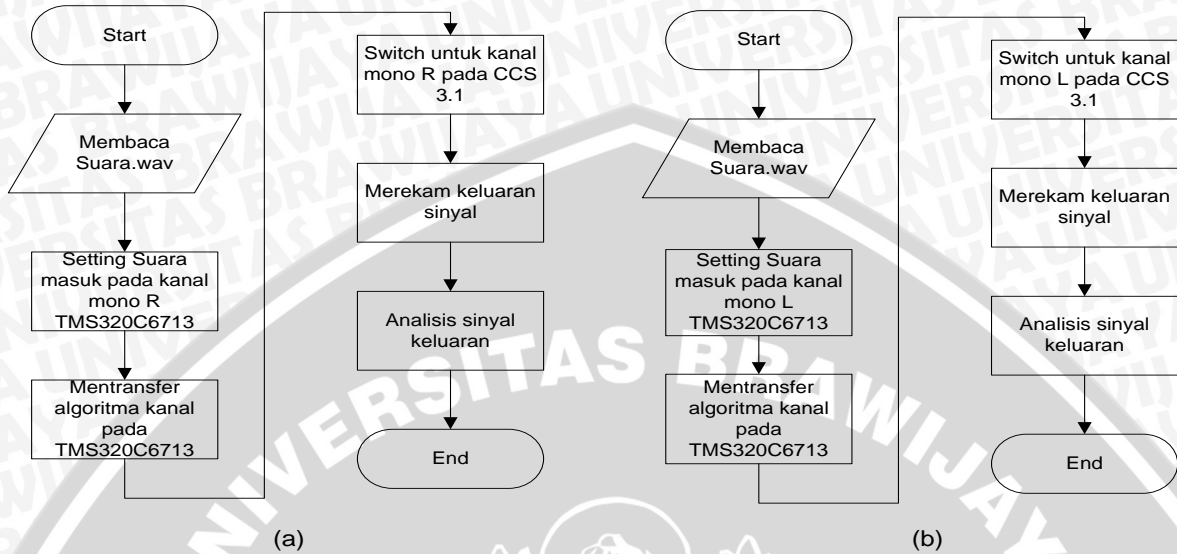 Start
Membaca
Suara.wav
Setting Suara
masuk pada kanal
mono R
TMS320C6713
Mentransfer
algoritma kanal
pada
TMS320C6713
Switch untuk kanal
mono R pada CCS
3.1
Merekam keluaran
sinyal
Analisis sinyal
keluaran
End
(a)
Start
Membaca
Suara.wav
Setting Suara
masuk pada kanal
mono L
TMS320C6713
Mentransfer
algoritma kanal
pada
TMS320C6713
Switch untuk kanal
mono L pada CCS
3.1
Merekam keluaran
sinyal
Analisis sinyal
keluaran
End
(b)
UNIVERSITAS BRAWIJAYA